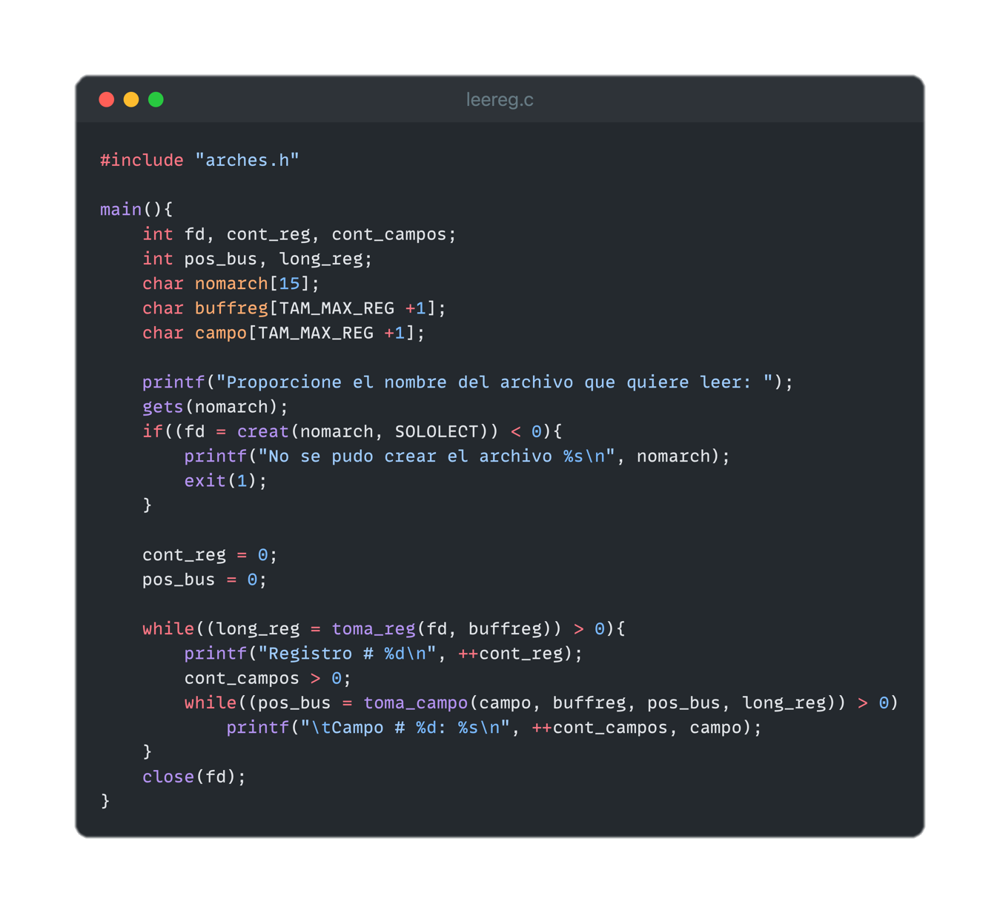 leereg.c
#include "arches.h"
main(){
int fd, cont_reg, cont_campos;
int pos_bus, long_reg;
char nomarch[15];
char buffreg[TAM_MAX_REG +1];
char campo[TAM_MAX_REG +1];
printf("Proporcione el nombre del archivo que quiere leer: ");
gets(nomarch);
if((fd = creat(nomarch, SOLOLECT)) < 0){
printf("No se pudo crear el archivo %s\n", nomarch);
exit(1);
}
cont_reg = 0;
pos_bus = 0;
while((long_reg = toma_reg(fd, buffreg)) > 0){
printf("Registro # %d\n", ++cont_reg);
cont_campos > 0;
while((pos_bus = toma_campo(campo, buffreg, pos_bus, long_reg)) > 0)
printf("\tCampo # %d: %s\n", ++cont_campos, campo);
}
close(fd);
}